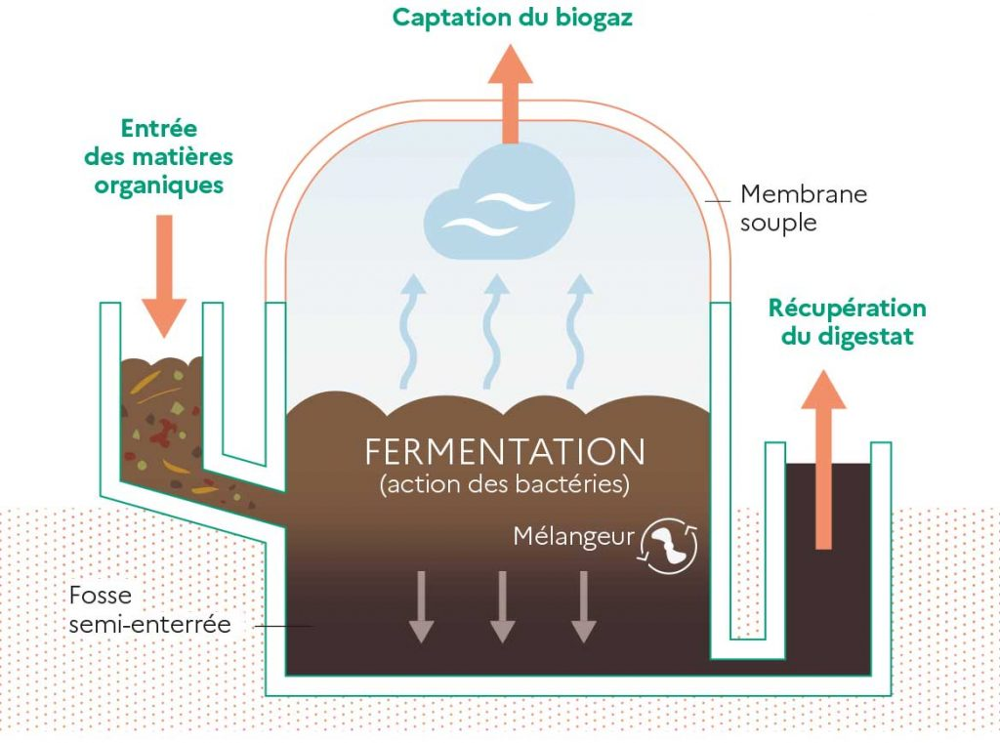 Captation du biogaz
Entrée
des matières
organiques
Membrane
souple
Récupération
du digestat
FERMENTATION
(action des bactéries)
Mélangeur
Fosse
semi-enterrée